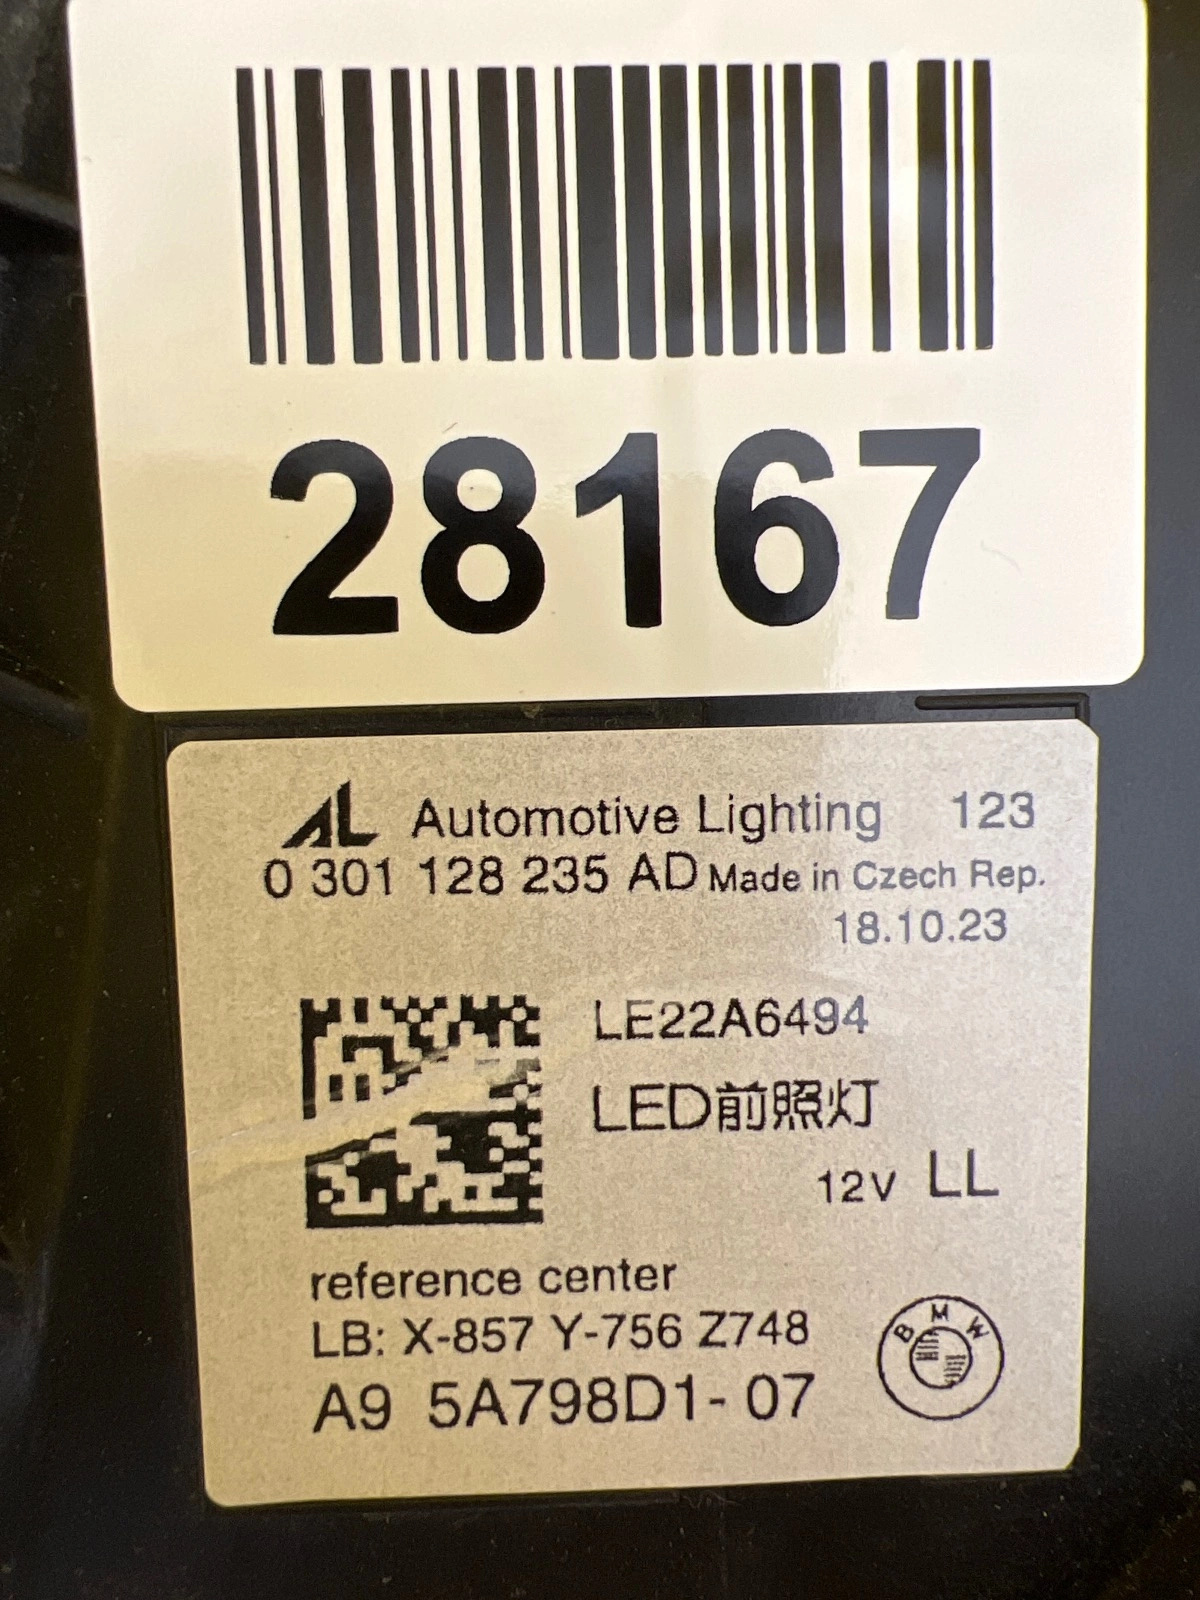 28167
AL Automotive Lighting 123
0 301 128 235 AD Made in Czech Rep.
18.10.23
LE22A6494
LED前照灯
12V LL
reference center
LB: X-857 Y-756 Z748
A9 5A798D1-07
BMW